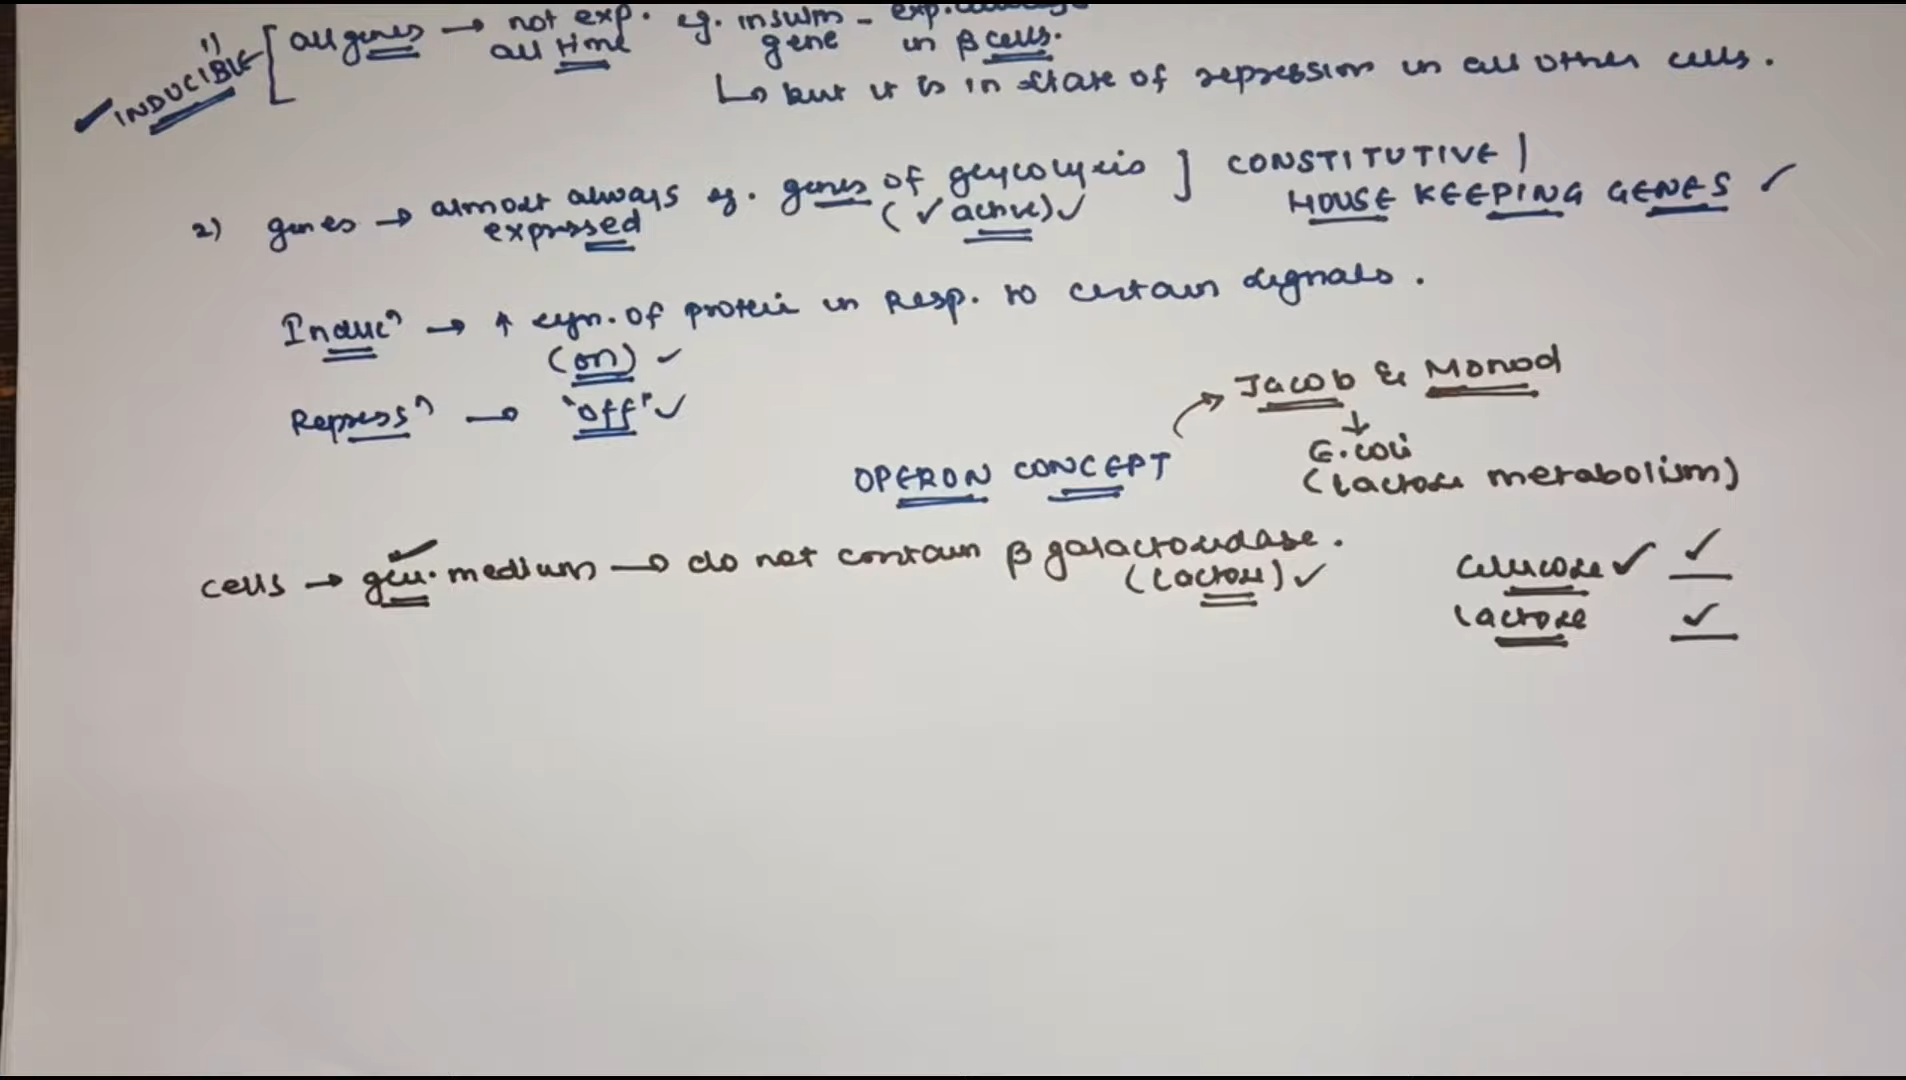 1) all genes → not exp. eg. insulin - exp.
INDUCIBLE all time gene in β cells.
↳ but it is in state of repression in all other cells.
2) genes → almost always eg. genes of glycolysis ] CONSTITUTIVE |
expressed (✓ active) ✓ HOUSE KEEPING GENES ✓
Inducⁿ → ↑ syn. of protein in Resp. to certain signals.
(on) ✓
Repressⁿ → "off" ✓
Jacob & Monod
OPERON CONCEPT
E. coli
(Lactose metabolism)
cells → glu. medium → do not contain β galactosidase.
(Lactose) ✓
Glucose ✓ ✓
Lactose ✓